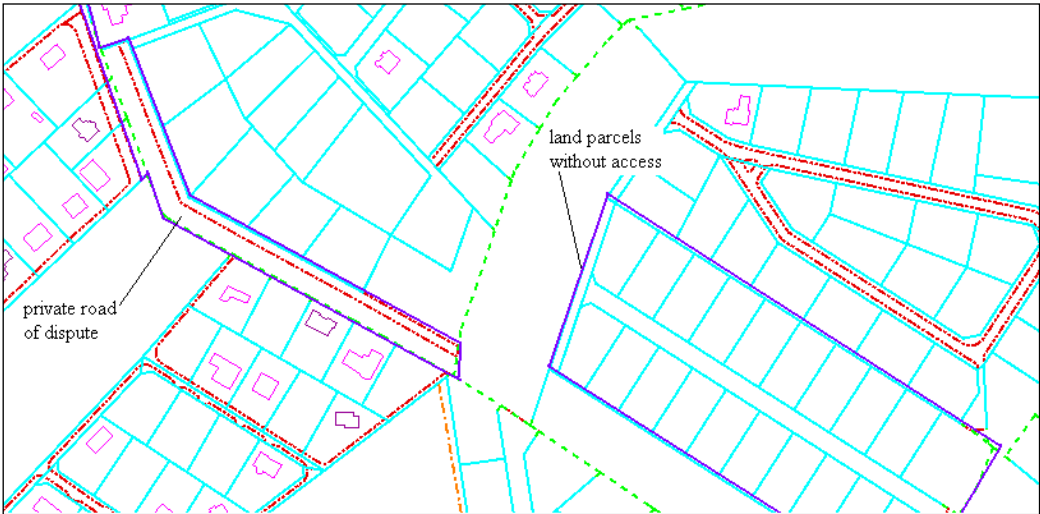 land parcels
without access
private road
of dispute